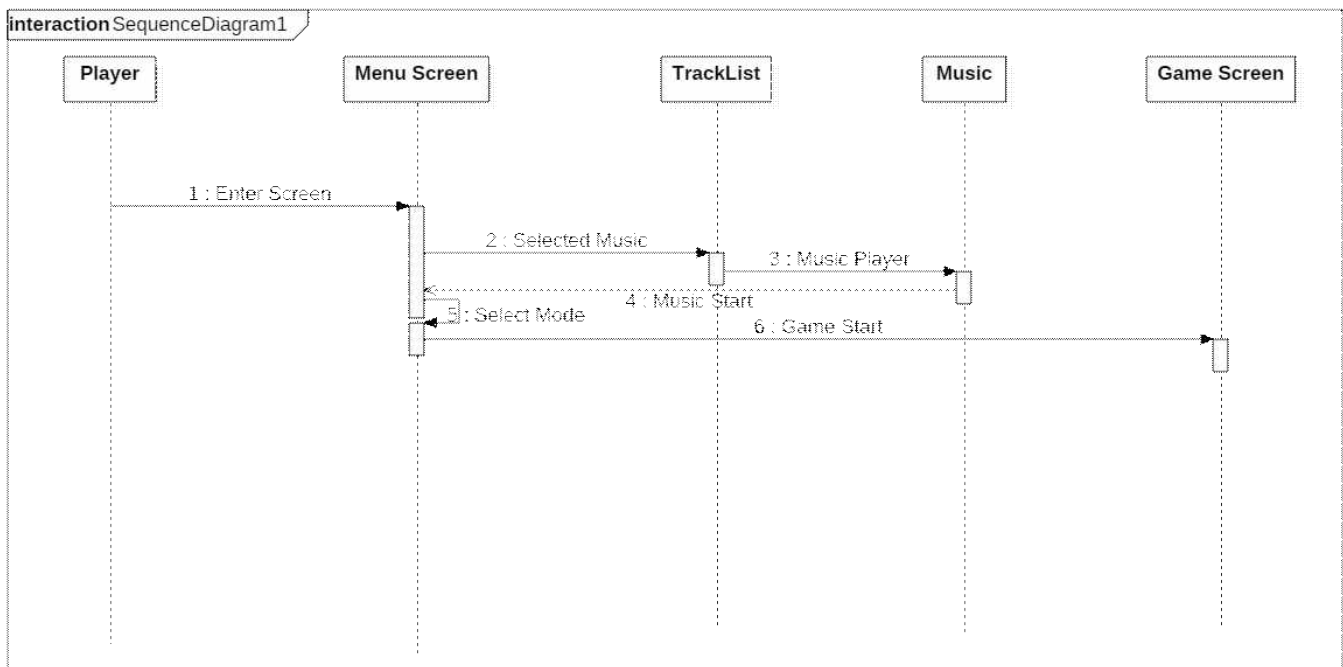 interaction SequenceDiagram1
Player
Menu Screen
TrackList
Music
Game Screen
1 : Enter Screen
2 : Selected Music
3 : Music Player
4 : Music Start
5 : Select Mode
6 : Game Start